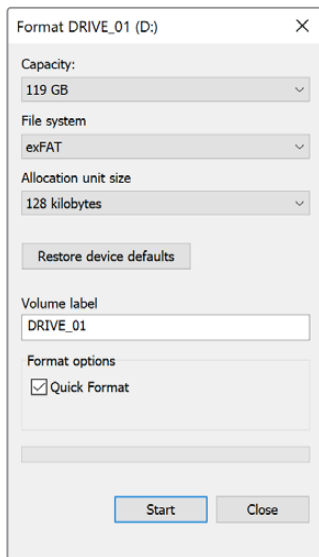 Format DRIVE_01 (D:)
Capacity:
119 GB
File system
exFAT
Allocation unit size
128 kilobytes
Restore device defaults
Volume label
DRIVE_01
Format options
Quick Format
Start Close